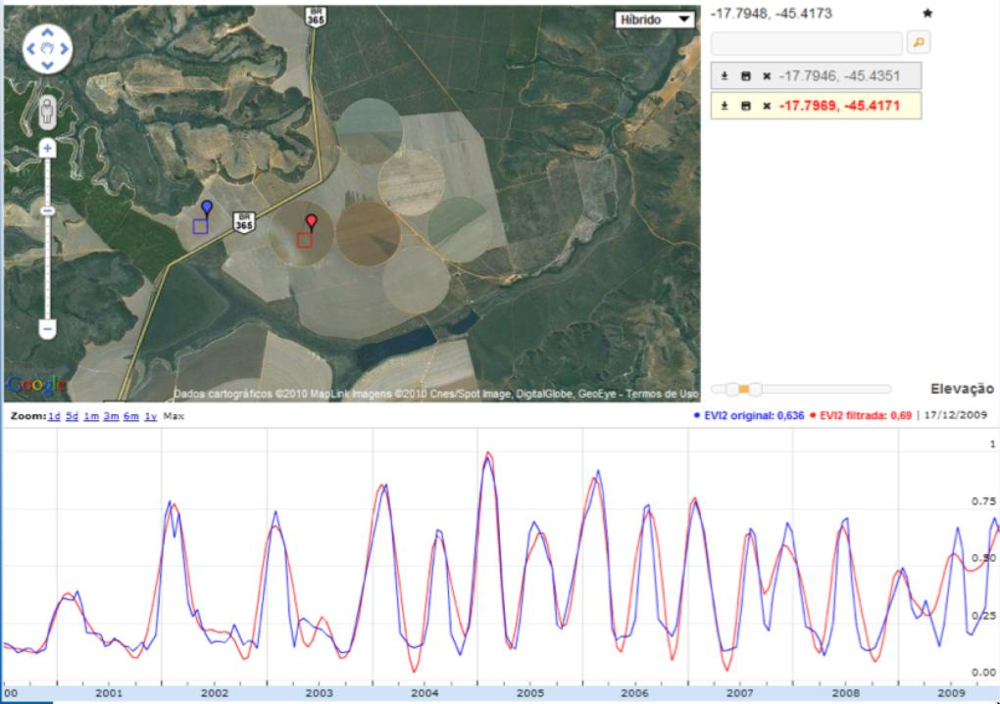 BR
365
Híbrido
-17.7948, -45.4173
-17.7946, -45.4351
-17.7969, -45.4171
BR
365
Google
Dados cartográficos ©2010 MapLink Imagens ©2010 Cnes/Spot Image, DigitalGlobe, GeoEye - Termos de Uso
Elevação
Zoom: 1d 5d 1m 3m 6m 1y Max
EVI2 original: 0,636 EVI2 filtrada: 0,69 | 17/12/2009
1
0.75
0.50
0.25
0.00
00 2001 2002 2003 2004 2005 2006 2007 2008 2009